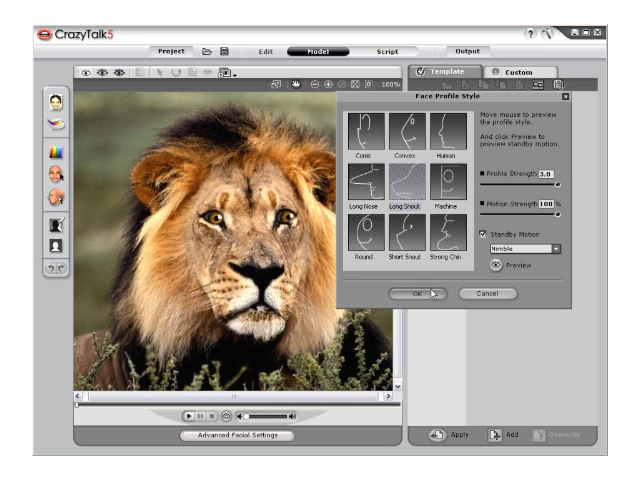 CrazyTalk5
Project Edit Model Script Output
Template Custom
100%
Face Profile Style
Comic Convex Human
Long Nose Long Snout Machine
Round Short Snout Strong Chin
Move mouse to preview
the profile style.
And click Preview to
preview standby motion.
Profile Strength 3.0
Motion Strength 100 %
Standby Motion
Nimble
Preview
OK Cancel
Advanced Facial Settings
Apply Add Overwrite